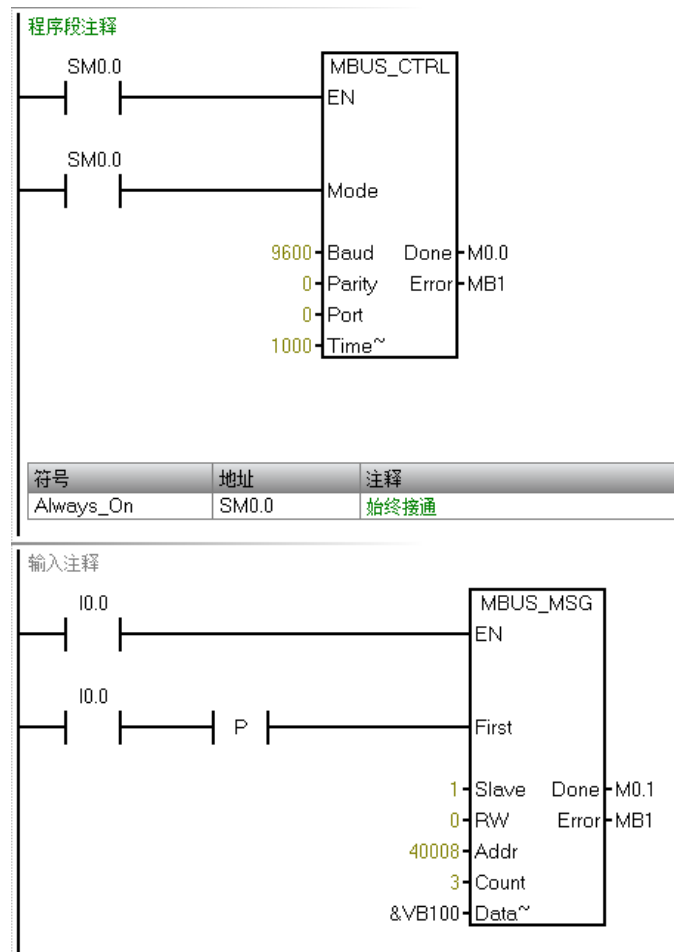 程序段注释
SM0.0
MBUS_CTRL
EN
SM0.0
Mode
9600 Baud Done M0.0
0 Parity Error MB1
0 Port
1000 Time~
符号 地址 注释
Always_On SM0.0 始终接通
输入注释
I0.0
MBUS_MSG
EN
I0.0
P
First
1 Slave Done M0.1
0 RW Error MB1
40008 Addr
3 Count
&VB100 Data~